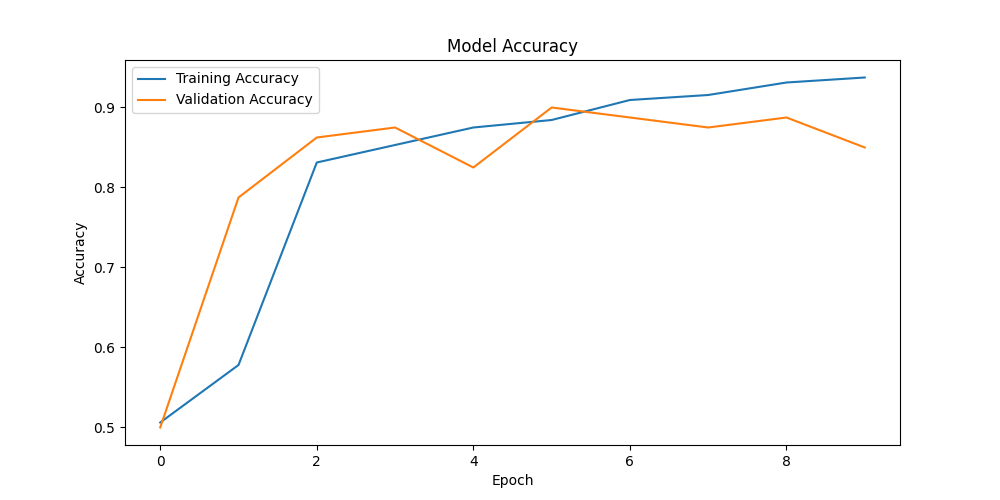 Model Accuracy
Training Accuracy
Validation Accuracy
0.9
0.8
0.7
0.6
0.5
Accuracy
0 2 4 6 8
Epoch